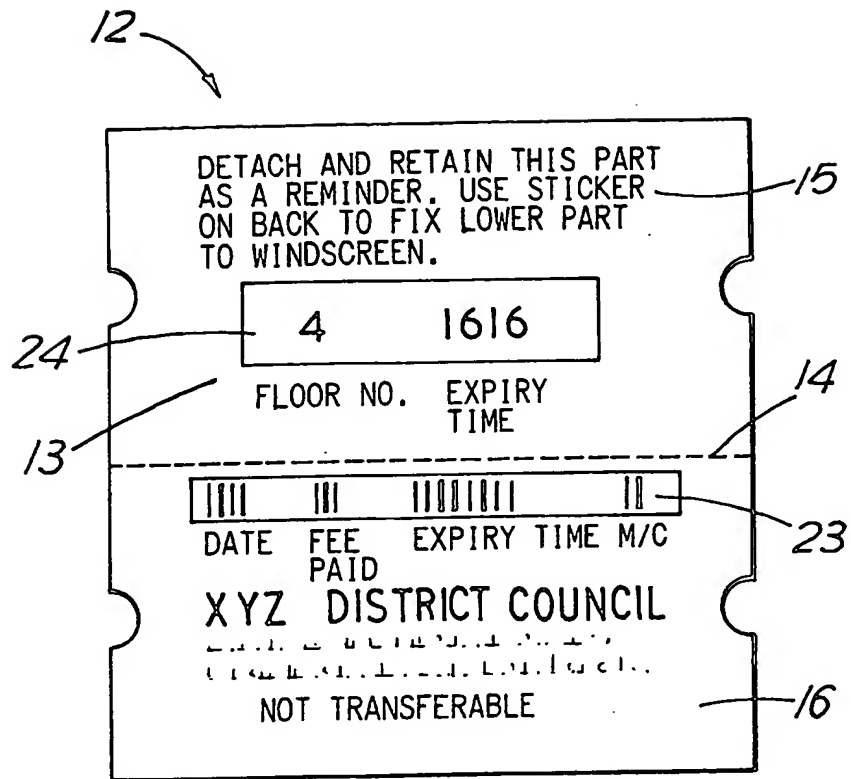 12
DETACH AND RETAIN THIS PART
AS A REMINDER. USE STICKER
ON BACK TO FIX LOWER PART
TO WINDSCREEN.
15
24
4 1616
FLOOR NO. EXPIRY
TIME
13
14
DATE FEE EXPIRY TIME M/C
PAID
23
XYZ DISTRICT COUNCIL
NOT TRANSFERABLE
16